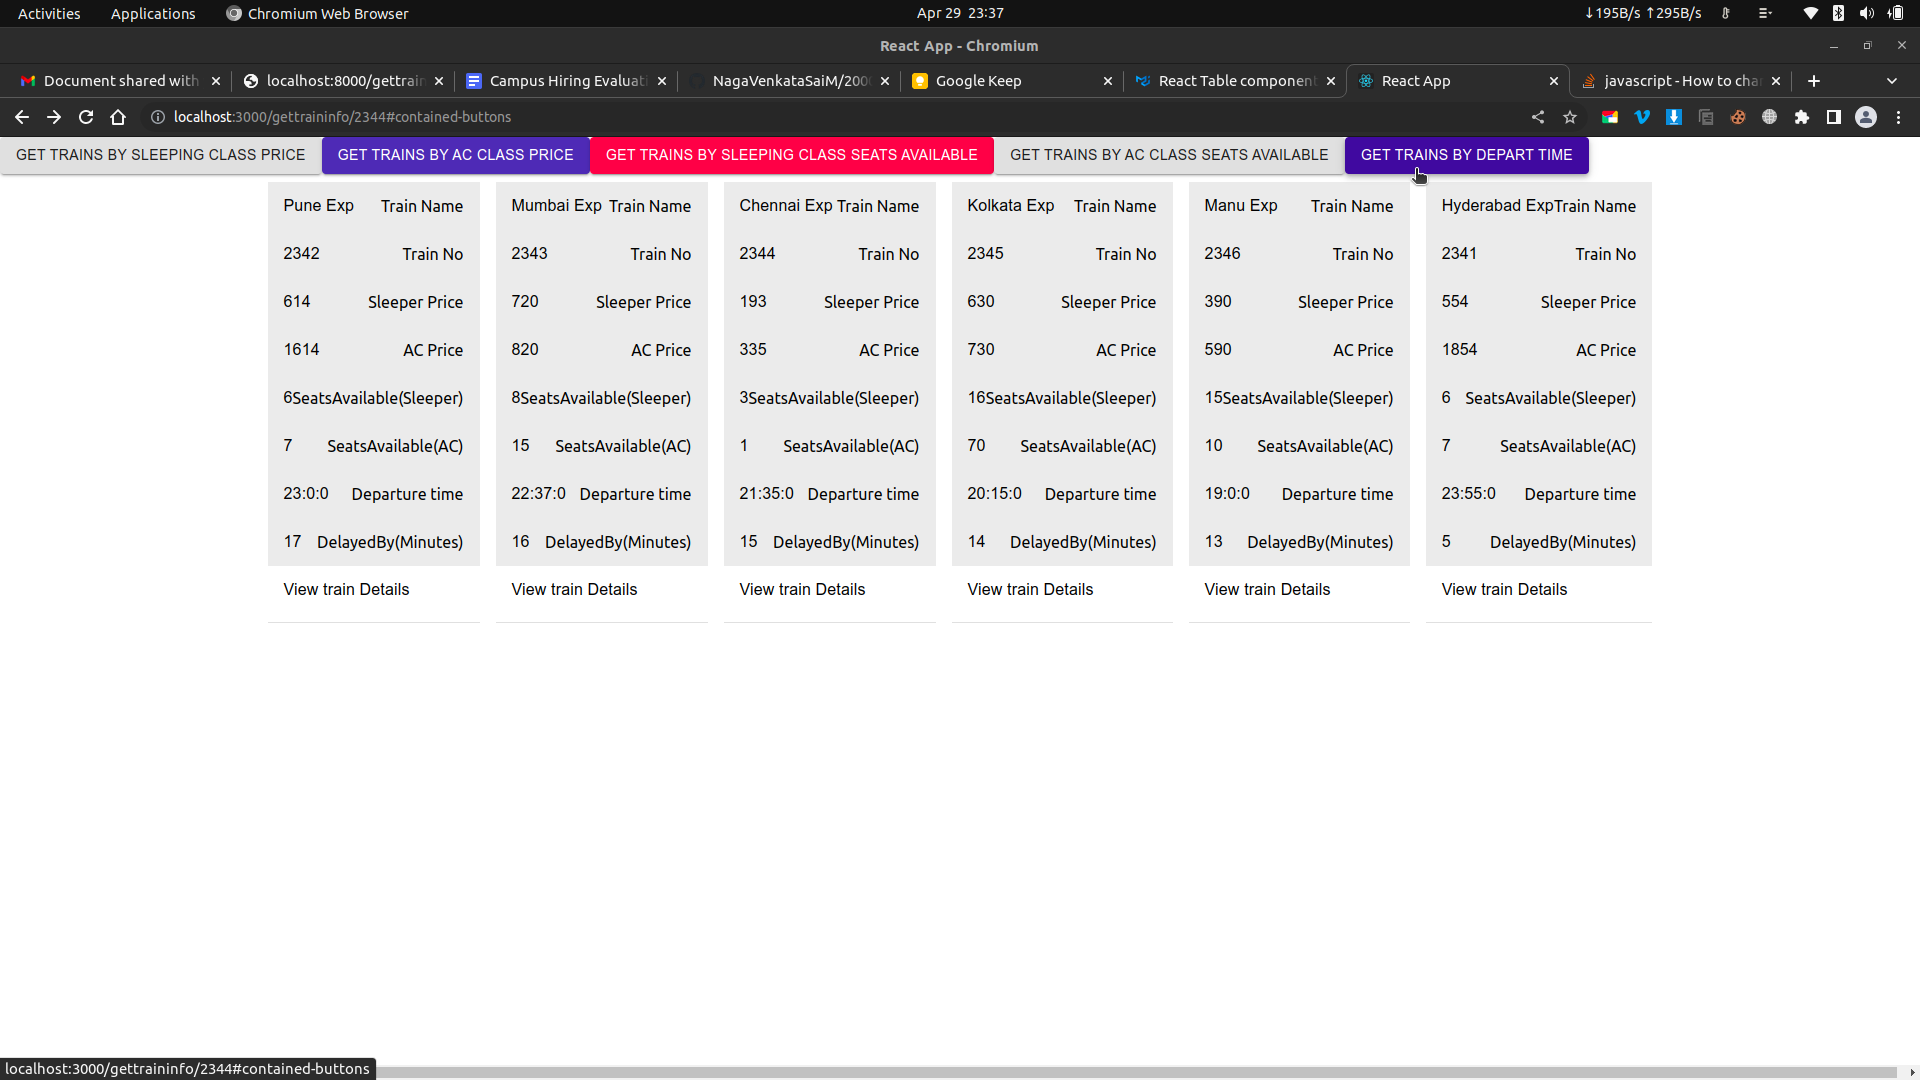 Activities Applications Chromium Web Browser Apr 29 23:37 ↓195B/s ↑295B/s
React App - Chromium
Document shared with localhost:8000/gettrain Campus Hiring Evaluati NagaVenkataSaiM/200 Google Keep React Table component React App javascript - How to cha
localhost:3000/gettraininfo/2344#contained-buttons
GET TRAINS BY SLEEPING CLASS PRICE GET TRAINS BY AC CLASS PRICE GET TRAINS BY SLEEPING CLASS SEATS AVAILABLE GET TRAINS BY AC CLASS SEATS AVAILABLE GET TRAINS BY DEPART TIME
Pune Exp Train Name Mumbai Exp Train Name Chennai Exp Train Name Kolkata Exp Train Name Manu Exp Train Name Hyderabad ExpTrain Name
2342 Train No 2343 Train No 2344 Train No 2345 Train No 2346 Train No 2341 Train No
614 Sleeper Price 720 Sleeper Price 193 Sleeper Price 630 Sleeper Price 390 Sleeper Price 554 Sleeper Price
1614 AC Price 820 AC Price 335 AC Price 730 AC Price 590 AC Price 1854 AC Price
6SeatsAvailable(Sleeper) 8SeatsAvailable(Sleeper) 3SeatsAvailable(Sleeper) 16SeatsAvailable(Sleeper) 15SeatsAvailable(Sleeper) 6 SeatsAvailable(Sleeper)
7 SeatsAvailable(AC) 15 SeatsAvailable(AC) 1 SeatsAvailable(AC) 70 SeatsAvailable(AC) 10 SeatsAvailable(AC) 7 SeatsAvailable(AC)
23:0:0 Departure time 22:37:0 Departure time 21:35:0 Departure time 20:15:0 Departure time 19:0:0 Departure time 23:55:0 Departure time
17 DelayedBy(Minutes) 16 DelayedBy(Minutes) 15 DelayedBy(Minutes) 14 DelayedBy(Minutes) 13 DelayedBy(Minutes) 5 DelayedBy(Minutes)
View train Details View train Details View train Details View train Details View train Details View train Details
localhost:3000/gettraininfo/2344#contained-buttons